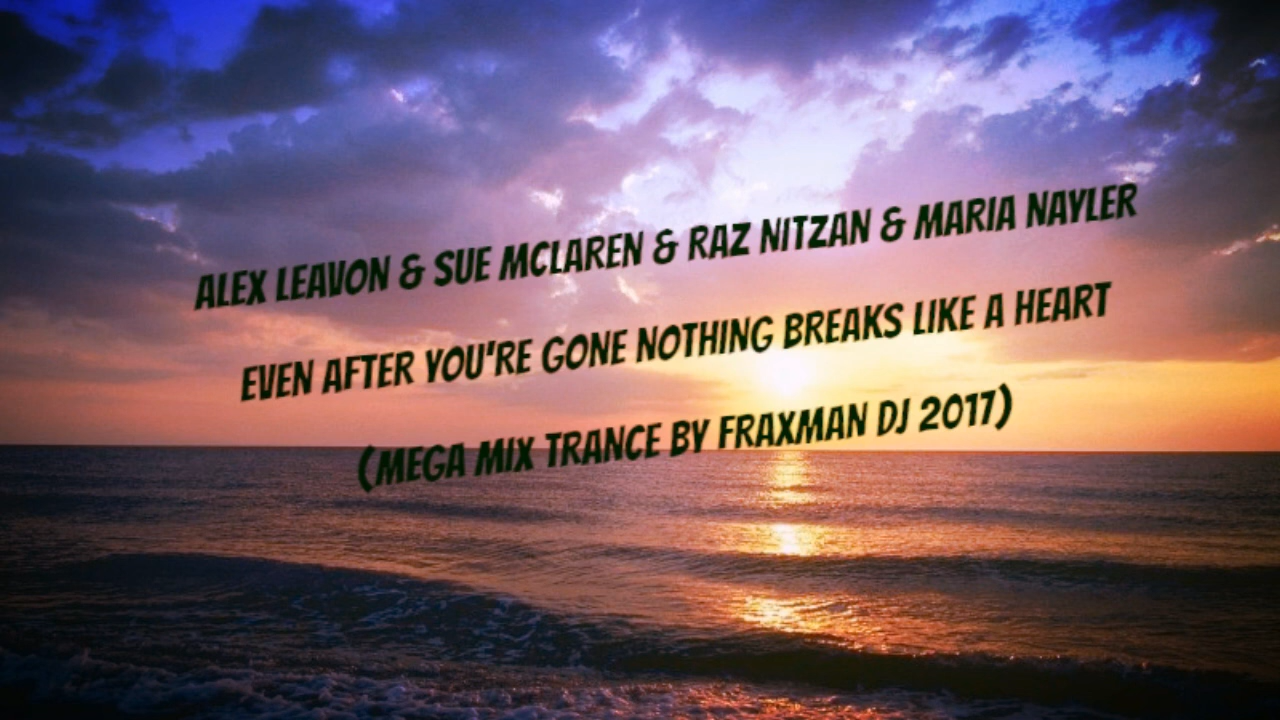 ALEX LEAVON & SUE MCLAREN & RAZ NITZAN & MARIA NAYLER
EVEN AFTER YOU'RE GONE NOTHING BREAKS LIKE A HEART
(MEGA MIX TRANCE BY FRAXMAN DJ 2017)